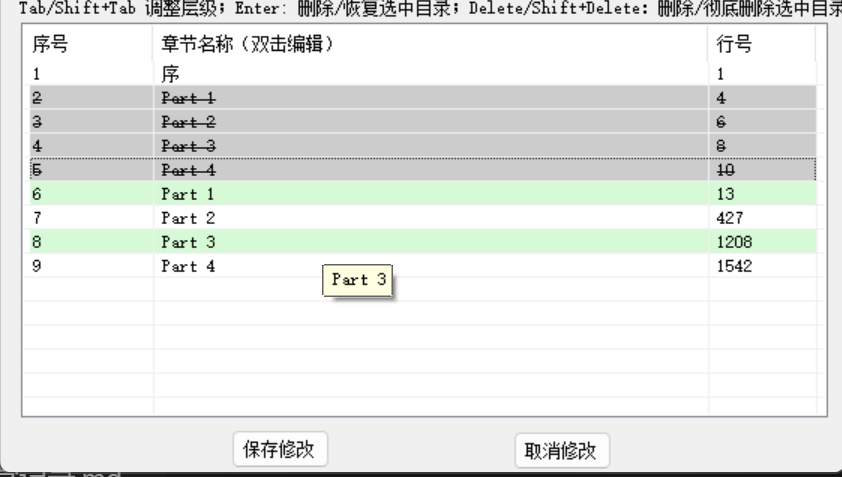 Tab/Shift+Tab 调整层级；Enter: 删除/恢复选中目录；Delete/Shift+Delete: 删除/彻底删除选中目录
序号 章节名称（双击编辑） 行号
1 序 1
2 Part 1 4
3 Part 2 6
4 Part 3 8
5 Part 4 10
6 Part 1 13
7 Part 2 427
8 Part 3 1208
9 Part 4 1542
Part 3
保存修改 取消修改